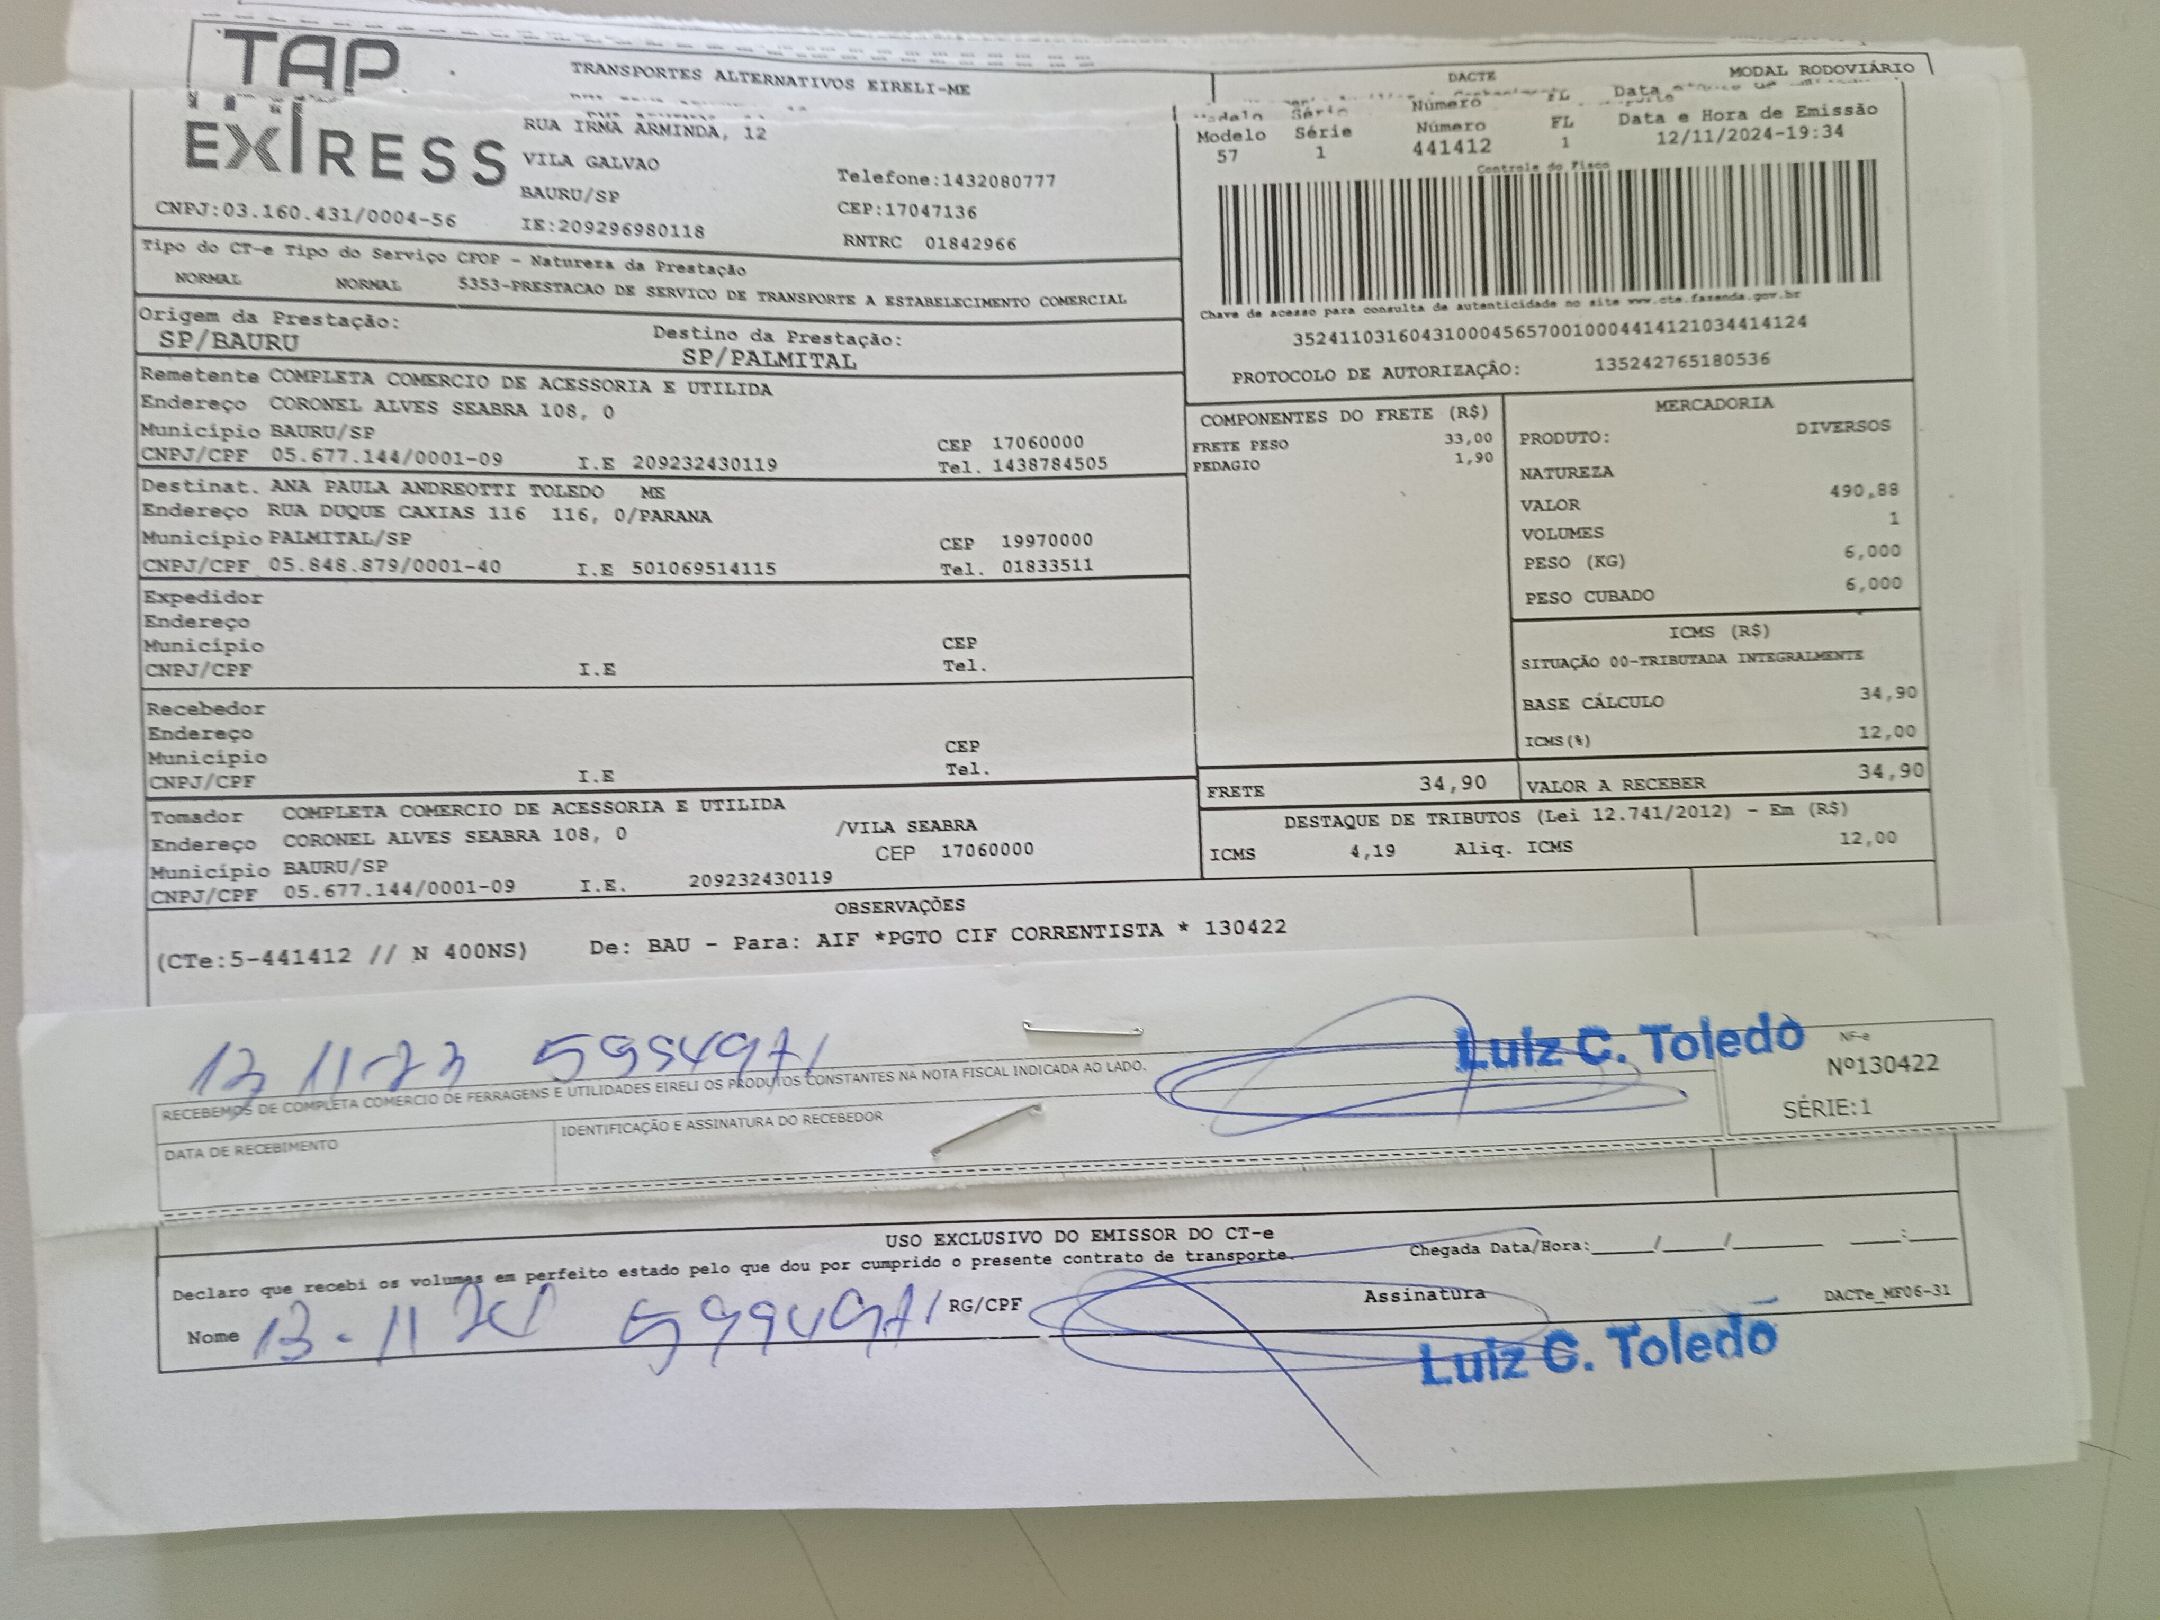 TAP
EXPRESS
TRANSPORTES ALTERNATIVOS EIRELI-ME
RUA IRMA ARMINDA, 12
VILA GALVAO
BAURU/SP
IE:209296980118
Telefone:1432080777
CEP:17047136
RNTRC 01842966
CNPJ:03.160.431/0004-56
DACTE
MODAL RODOVIÁRIO
Modelo Série Número FL Data e Hora de Emissão
57 1 441412 1 12/11/2024-19:34
Controle do Fisco
Chave de acesso para consulta de autenticidade no site www.cte.fazenda.gov.br
35241103160431000456570010004414121034414124
PROTOCOLO DE AUTORIZAÇÃO: 135242765180536
Tipo do CT-e Tipo do Serviço CFOP - Natureza da Prestação
NORMAL NORMAL 5353-PRESTACAO DE SERVICO DE TRANSPORTE A ESTABELECIMENTO COMERCIAL
Origem da Prestação: Destino da Prestação:
SP/BAURU SP/PALMITAL
Remetente COMPLETA COMERCIO DE ACESSORIA E UTILIDA
Endereço CORONEL ALVES SEABRA 108, 0
Município BAURU/SP CEP 17060000
CNPJ/CPF 05.677.144/0001-09 I.E 209232430119 Tel. 1438784505
Destinat. ANA PAULA ANDREOTTI TOLEDO ME
Endereço RUA DUQUE CAXIAS 116 116, 0/PARANA
Município PALMITAL/SP CEP 19970000
CNPJ/CPF 05.848.879/0001-40 I.E 501069514115 Tel. 01833511
Expedidor
Endereço
Município CEP
CNPJ/CPF I.E Tel.
Recebedor
Endereço
Município CEP
CNPJ/CPF I.E Tel.
Tomador COMPLETA COMERCIO DE ACESSORIA E UTILIDA
Endereço CORONEL ALVES SEABRA 108, 0 /VILA SEABRA
Município BAURU/SP CEP 17060000
CNPJ/CPF 05.677.144/0001-09 I.E. 209232430119
COMPONENTES DO FRETE (R$)
FRETE PESO 33,00
PEDAGIO 1,90
MERCADORIA
PRODUTO: DIVERSOS
NATUREZA
VALOR 490,88
VOLUMES 1
PESO (KG) 6,000
PESO CUBADO 6,000
ICMS (R$)
SITUAÇÃO 00-TRIBUTADA INTEGRALMENTE
BASE CÁLCULO 34,90
ICMS(%) 12,00
FRETE 34,90 VALOR A RECEBER 34,90
DESTAQUE DE TRIBUTOS (Lei 12.741/2012) - Em (R$)
ICMS 4,19 Aliq. ICMS 12,00
OBSERVAÇÕES
(CTe:5-441412 // N 400NS) De: BAU - Para: AIF *PGTO CIF CORRENTISTA * 130422
13 11-23 5994971
Luiz C. Toledo
RECEBEMOS DE COMPLETA COMERCIO DE FERRAGENS E UTILIDADES EIRELI OS PRODUTOS CONSTANTES NA NOTA FISCAL INDICADA AO LADO.
DATA DE RECEBIMENTO IDENTIFICAÇÃO E ASSINATURA DO RECEBEDOR
NF-e
Nº130422
SÉRIE:1
USO EXCLUSIVO DO EMISSOR DO CT-e
Declaro que recebi os volumes em perfeito estado pelo que dou por cumprido o presente contrato de transporte. Chegada Data/Hora:_____/_____/_______ ____:____
Nome 13-11 5994971 RG/CPF Assinatura DACTe_MF06-31
Luiz C. Toledo